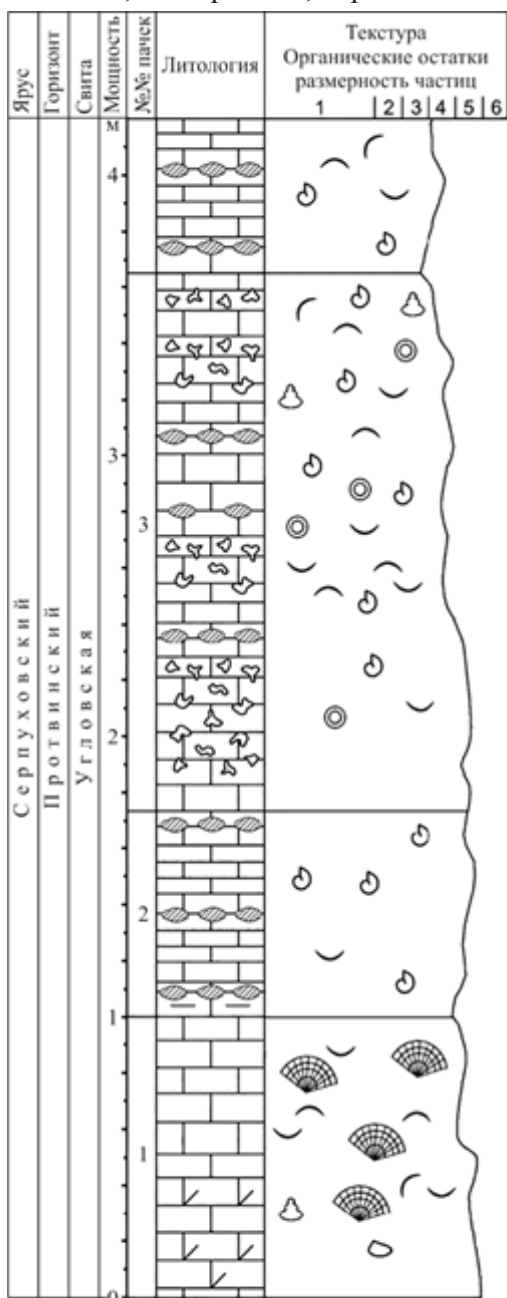 Ярус
Горизонт
Свита
Мощность
№№ пачек
Литология
Текстура
Органические остатки
размерность частиц
1 2 3 4 5 6
м
4
3
3
2
2
1
1
0
Серпуховский
Протвинский
Угловская